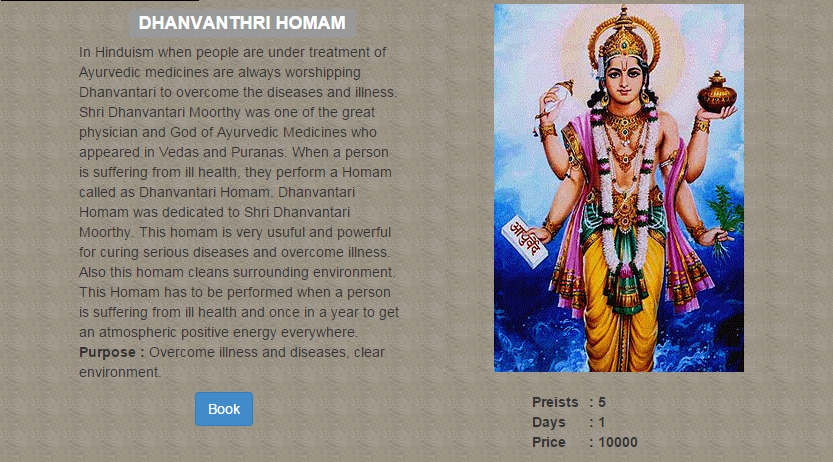 DHANVANTHRI HOMAM
In Hinduism when people are under treatment of
Ayurvedic medicines are always worshipping
Dhanvantari to overcome the diseases and illness.
Shri Dhanvantari Moorthy was one of the great
physician and God of Ayurvedic Medicines who
appeared in Vedas and Puranas. When a person
is suffering from ill health, they perform a Homam
called as Dhanvantari Homam. Dhanvantari
Homam was dedicated to Shri Dhanvantari
Moorthy. This homam is very usuful and powerful
for curing serious diseases and overcome illness.
Also this homam cleans surrounding environment.
This Homam has to be performed when a person
is suffering from ill health and once in a year to get
an atmospheric positive energy everywhere.
Purpose : Overcome illness and diseases, clear
environment.
Book
आयुर्वेद
Preists : 5
Days : 1
Price : 10000